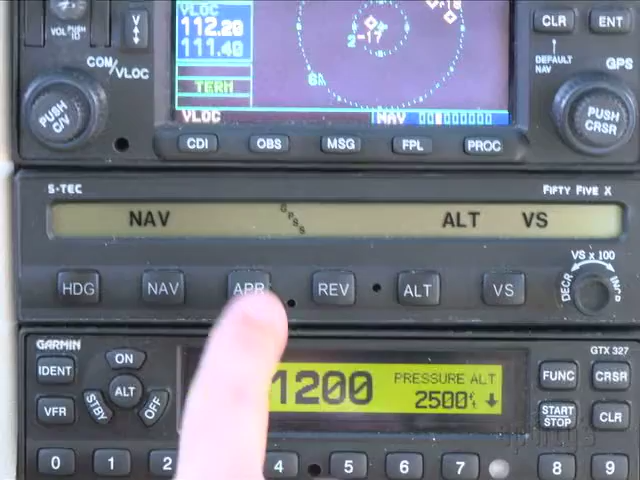 VLOC
112.20
111.40
TERM
VLOC
NAV
-17
VOL PUSH ID
V
COM/VLOC
PUSH C/V
CLR
ENT
DEFAULT NAV
GPS
PUSH CRSR
CDI
OBS
MSG
FPL
PROC
S-TEC
FIFTY FIVE X
NAV
GPSS
ALT
VS
HDG
NAV
APR
REV
ALT
VS
VS x 100
DECR
INCR
GARMIN
GTX 327
IDENT
VFR
ON
STBY
ALT
OFF
1200
PRESSURE ALT
2500
FUNC
CRSR
START STOP
CLR
0
1
2
4
5
6
7
8
9